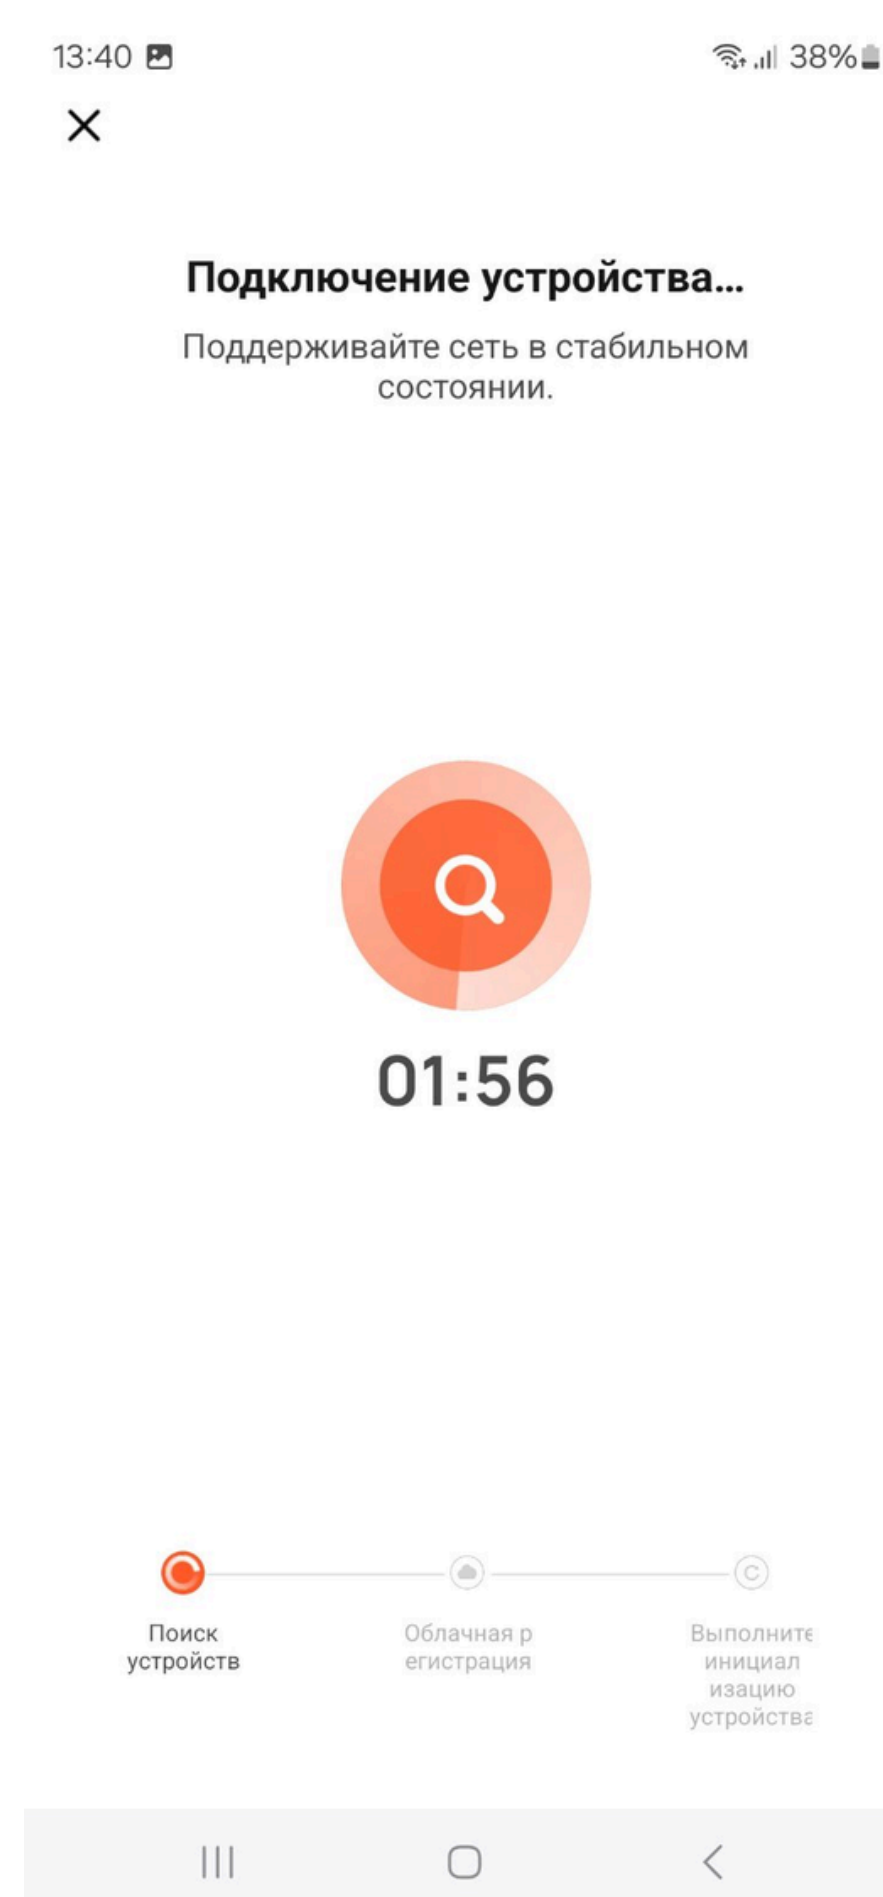 13:40 38%
Подключение устройства...
Поддерживайте сеть в стабильном
состоянии.
01:56
Поиск
устройств
Облачная р
егистрация
Выполните
инициал
изацию
устройства